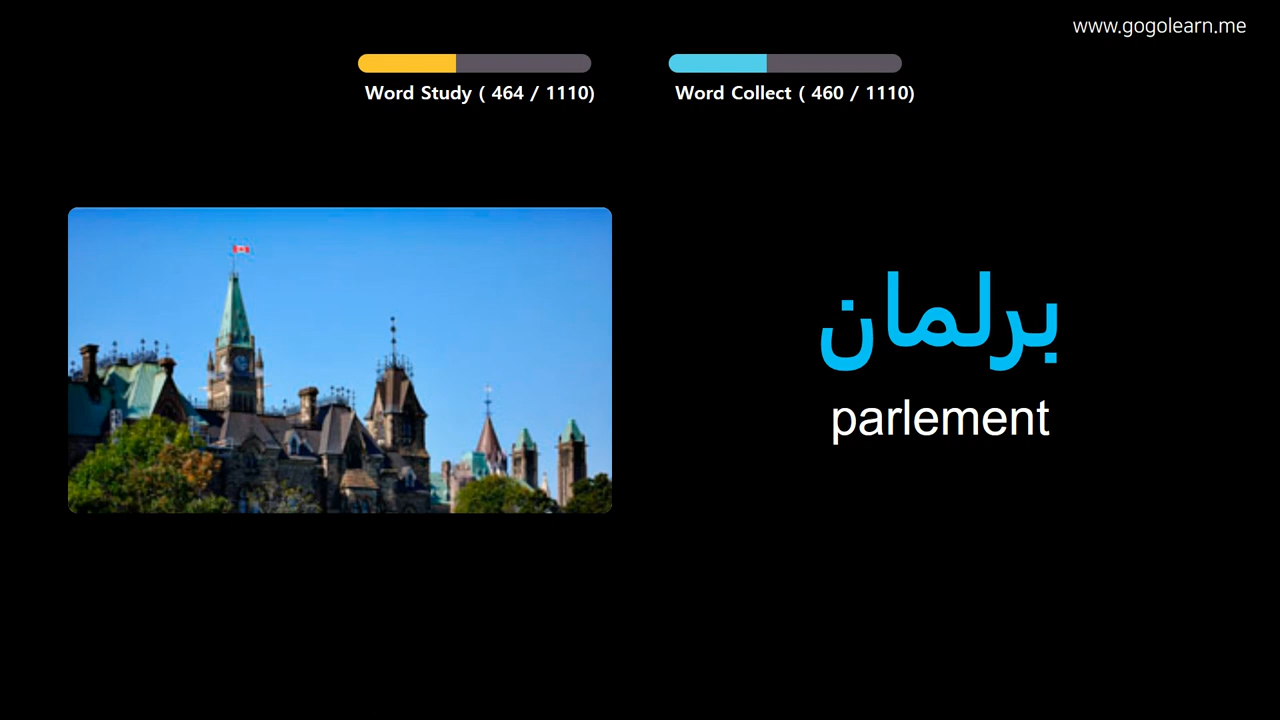 www.gogolearn.me
Word Study ( 464 / 1110)
Word Collect ( 460 / 1110)
برلمان
parlement